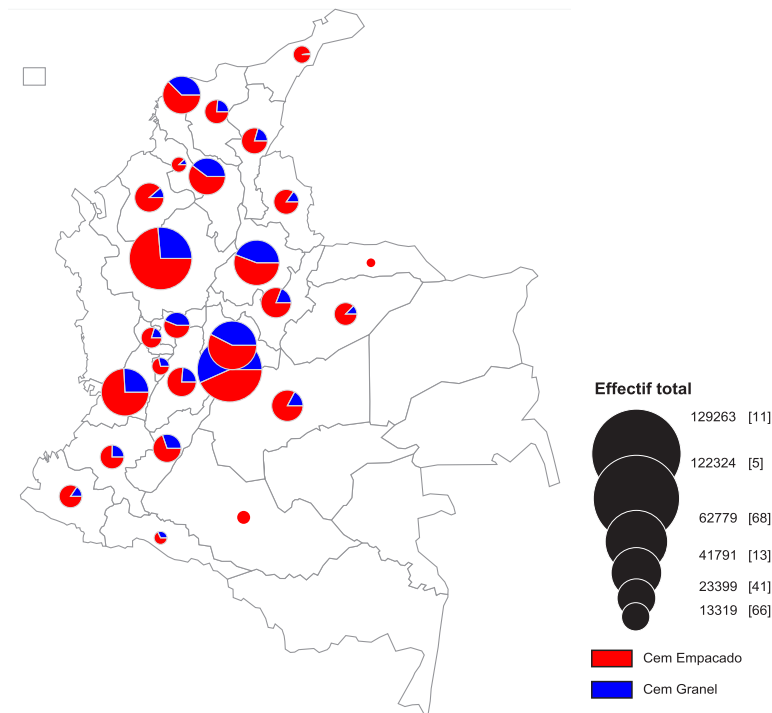 Effectif total
129263 [11]
122324 [5]
62779 [68]
41791 [13]
23399 [41]
13319 [66]
Cem Empacado
Cem Granel